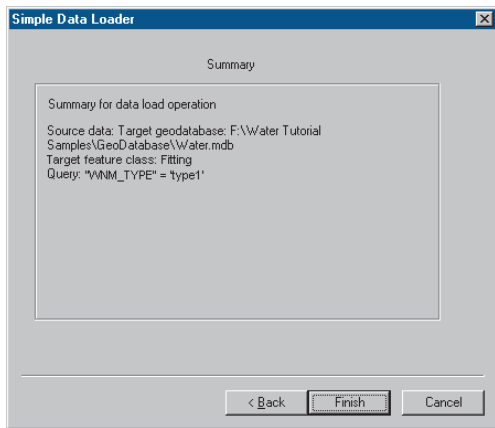 Simple Data Loader
Summary
Summary for data load operation
Source data: Target geodatabase: F:\Water Tutorial
Samples\GeoDatabase\Water.mdb
Target feature class: Fitting
Query: "WNM_TYPE" = 'type1'
< Back Finish Cancel